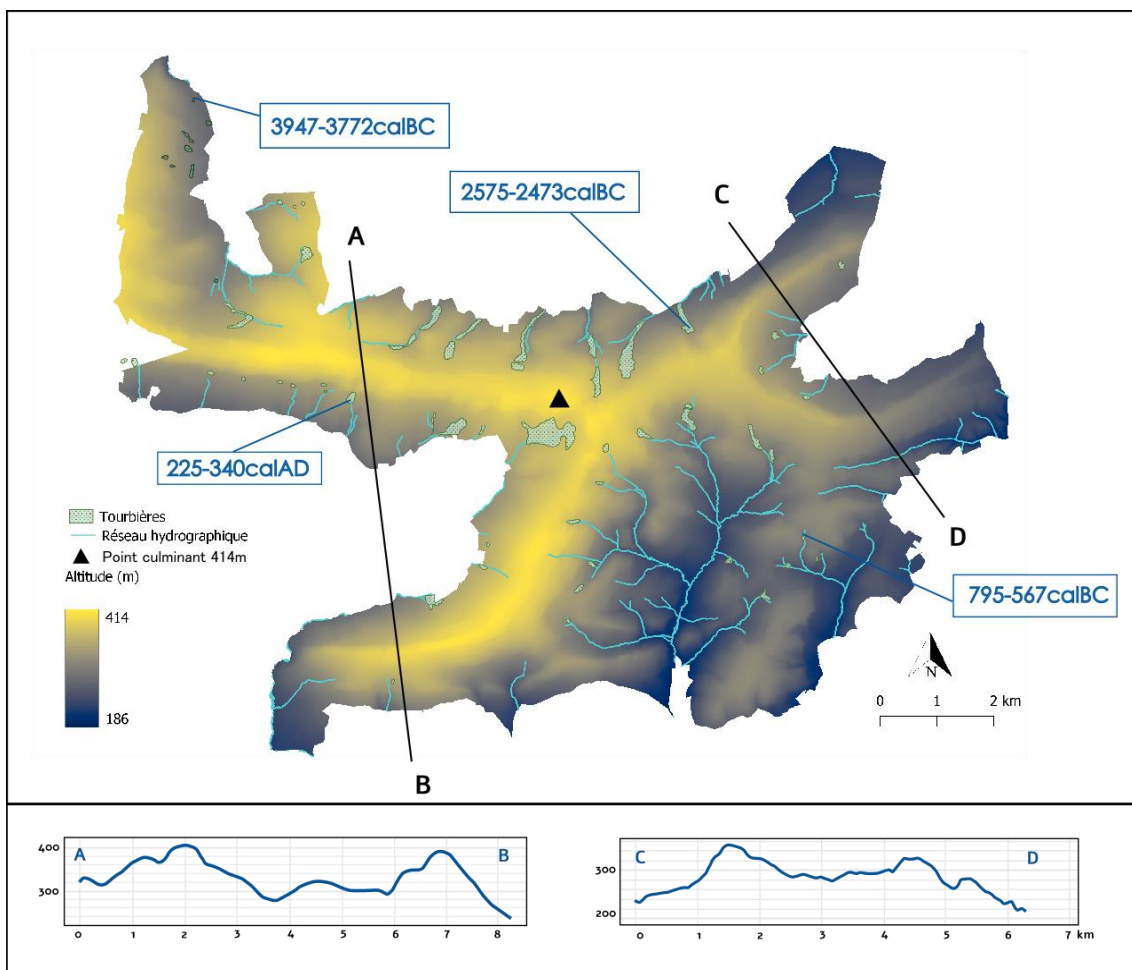 3947-3772calBC
2575-2473calBC
C
A
225-340calAD
Tourbières
Réseau hydrographique
Point culminant 414m
Altitude (m)
414
186
D
795-567calBC
N
0 1 2 km
B
400
300
A
B
0 1 2 3 4 5 6 7 8
300
200
C
D
0 1 2 3 4 5 6 7 km